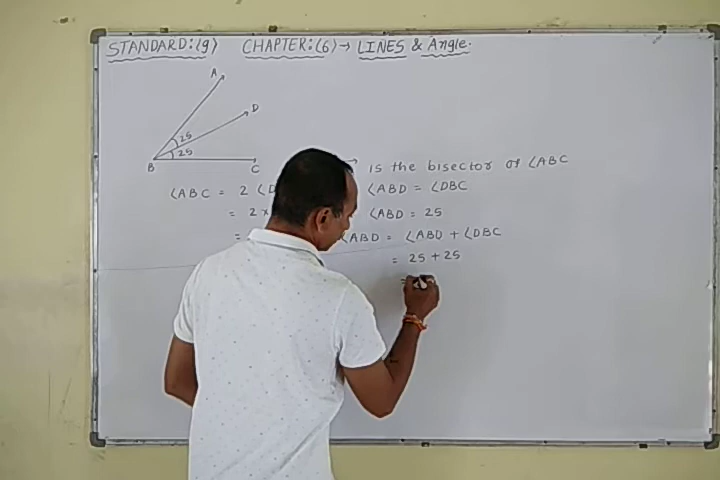 STANDARD:(9) CHAPTER:(6)→ LINES & Angle.
A
D
25
25
B C
is the bisector of ∠ABC
∠ABC = 2 ∠D ∠ABD = ∠DBC
= 2× ∠ABD = 25
= ∠ABD = ∠ABD + ∠DBC
= 25 + 25